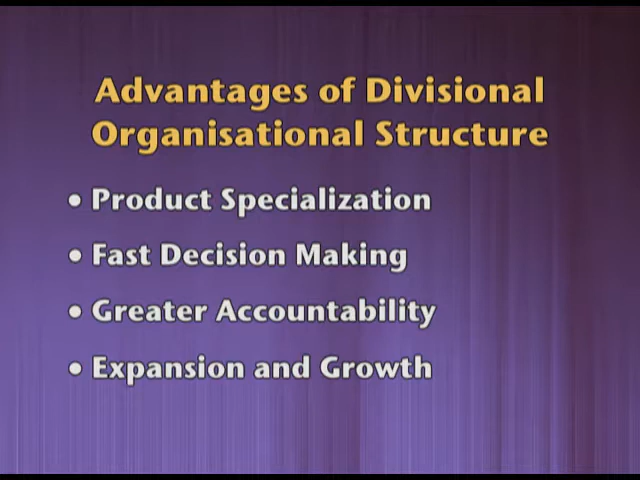 Advantages of Divisional
Organisational Structure
• Product Specialization
• Fast Decision Making
• Greater Accountability
• Expansion and Growth